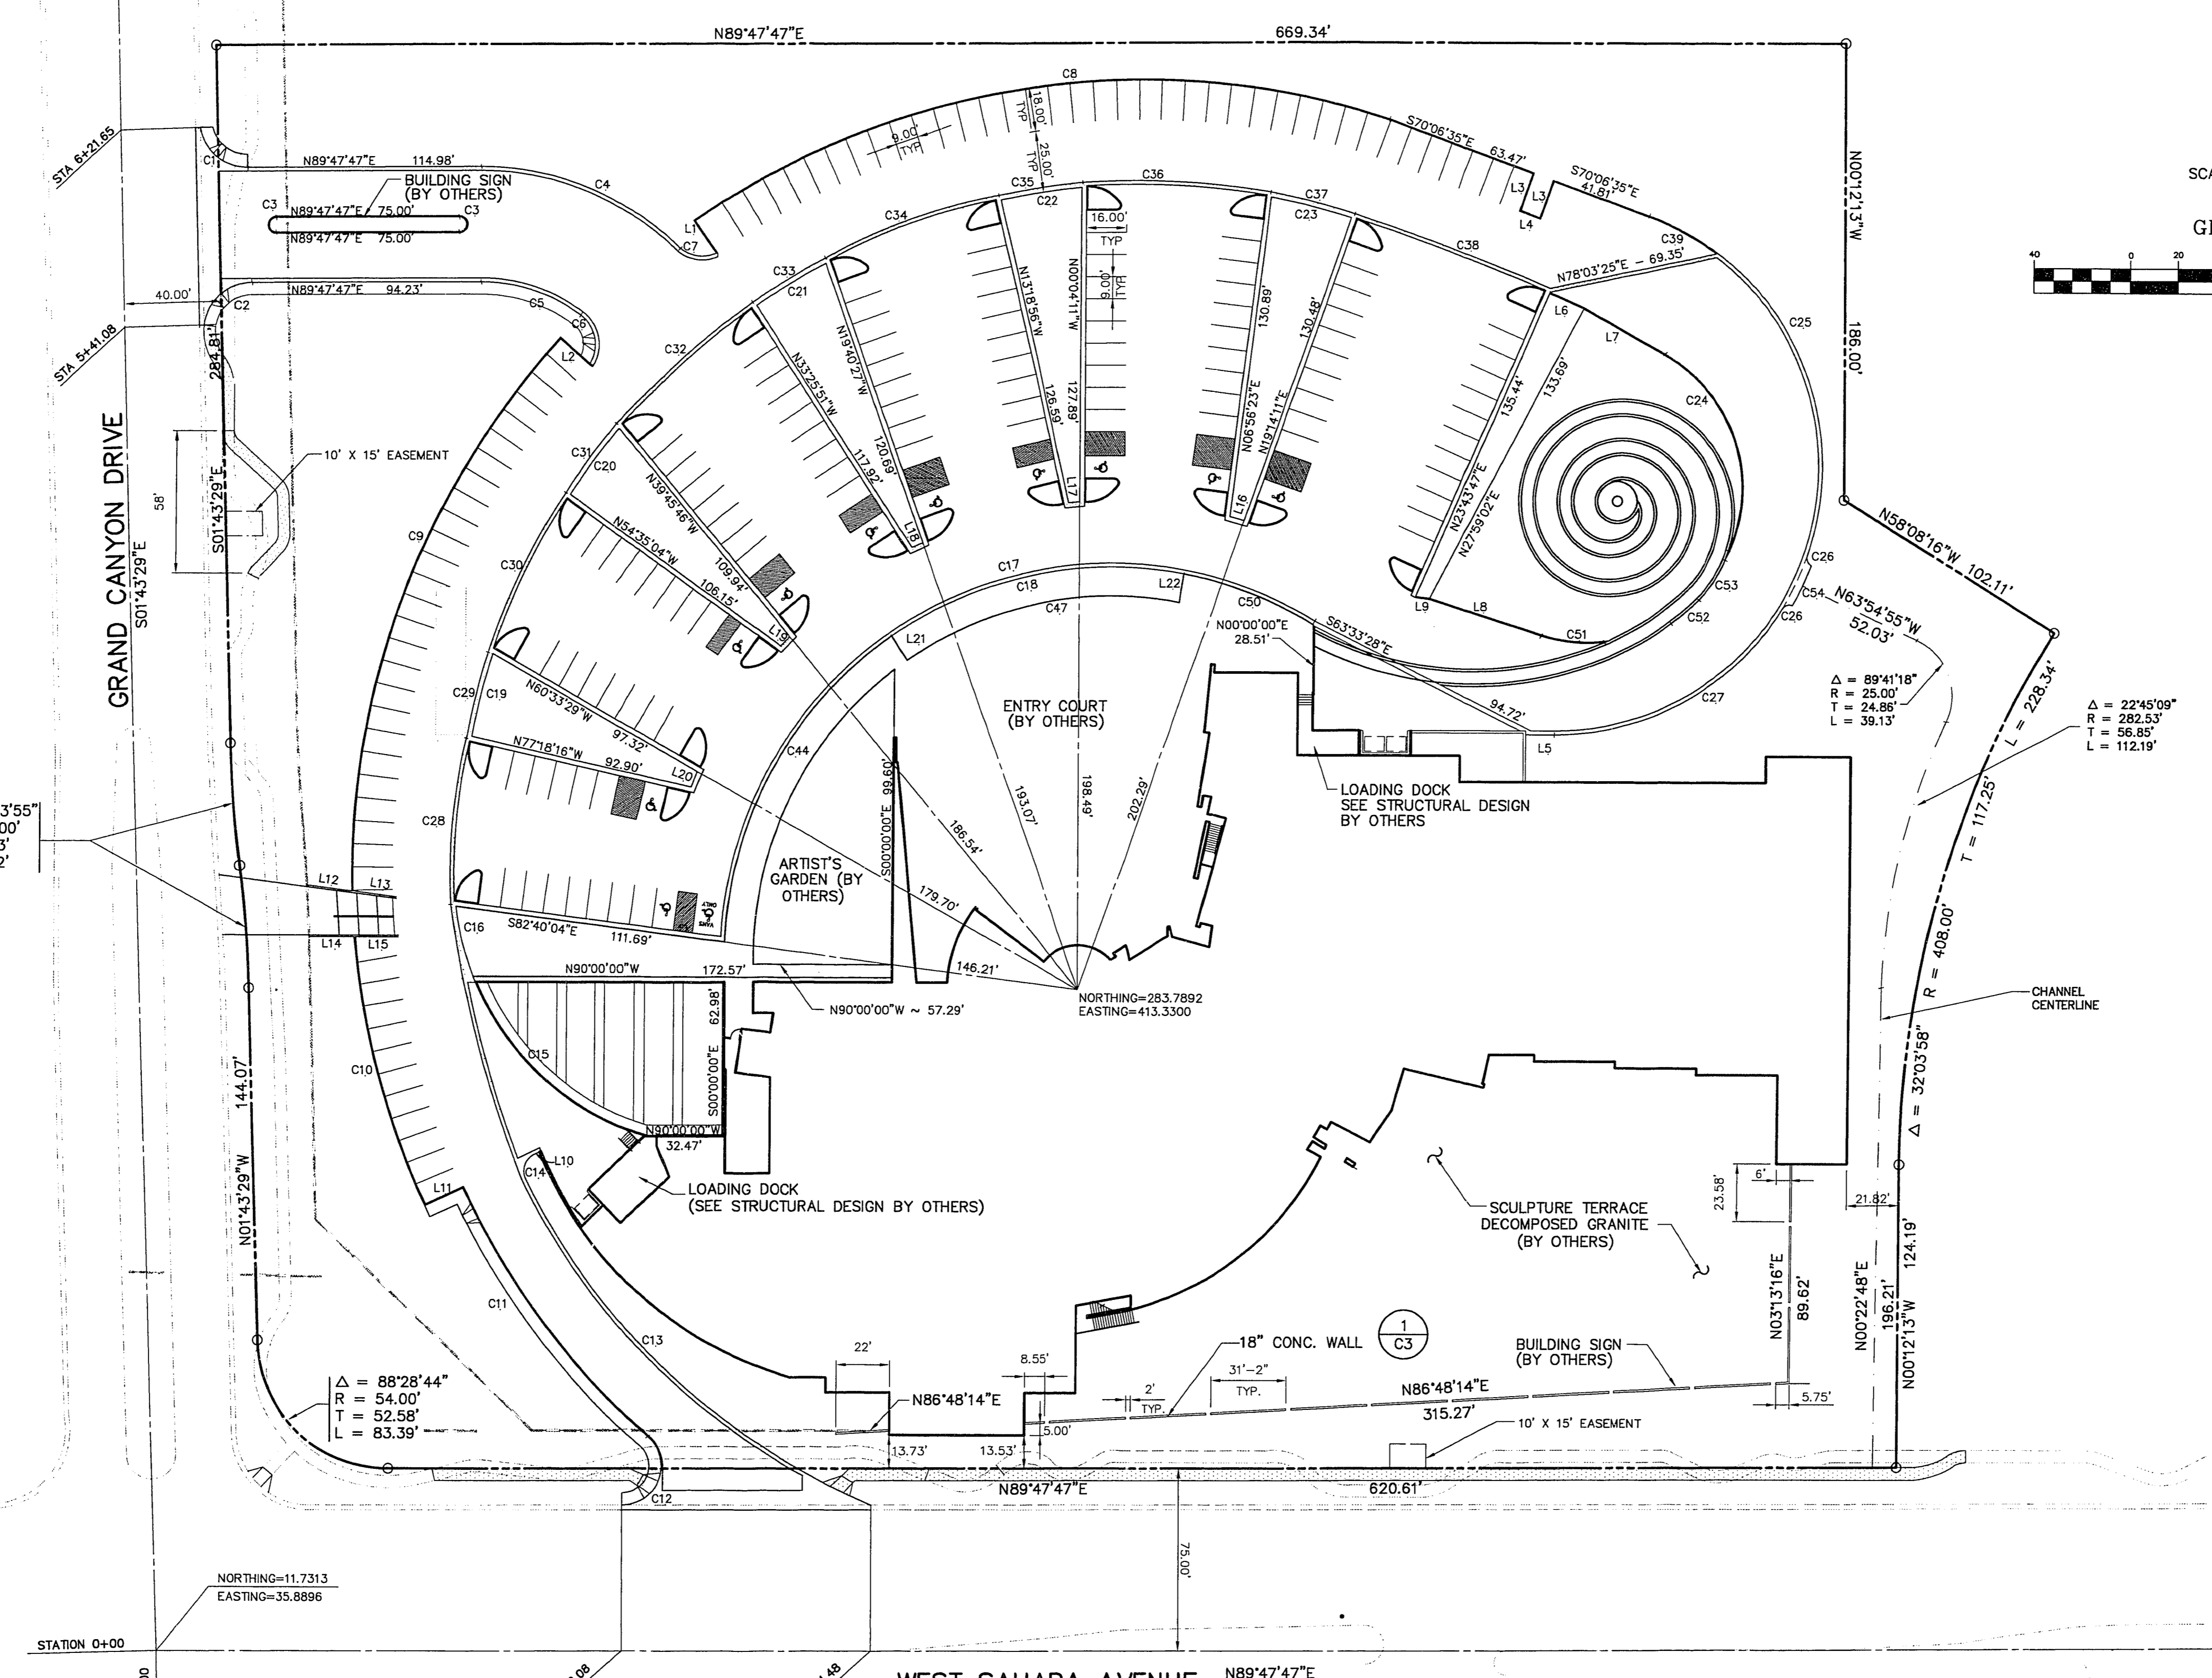 N89°47'47"E
669.34'
C8
18.00'
TYP
9.00'
TYP
25.00'
TYP
S70°06'35"E
63.47'
L3
L3
L4
S70°06'35"E
41.81'
N00°12'13"W
186.00'
SCA
GI
40
0
20
STA 6+21.65
C1
N89°47'47"E
114.98'
C4
BUILDING SIGN
(BY OTHERS)
C3
N89°47'47"E 75.00'
C3
N89°47'47"E 75.00'
L1
C7
C2
N89°47'47"E 94.23'
C5
C6
L2
40.00'
STA 5+41.08
284.81'
S01°43'29"E
GRAND CANYON DRIVE
S01°43'29"E
58'
10' X 15' EASEMENT
C9
C34
C35
C22
C36
C37
C23
C38
C39
C33
C21
C32
C31
C20
C30
C29
C19
C28
16.00'
TYP
9.00'
TYP
N78°03'25"E - 69.35'
C25
L6
L7
C24
N19°40'27"W
120.69'
N33°25'51"W
117.92'
N13°18'56"W
126.59'
N00°04'11"W
127.89'
130.89'
N06°56'23"E
130.48'
N19°14'11"E
135.44'
N23°43'47"E
133.69'
N27°59'02"E
N39°45'46"W
109.94'
N54°35'04"W
106.15'
N60°33'29"W
97.32'
N77°18'16"W
92.90'
L16
L17
L18
L19
L20
L21
L22
C17
C18
C47
C50
L9
L8
C51
C52
C53
C26
C54
C26
C27
N58°08'16"W 102.11'
N63°54'55"W
52.03'
Δ = 89°41'18"
R = 25.00'
T = 24.86'
L = 39.13'
Δ = 22°45'09"
R = 282.53'
T = 56.85'
L = 112.19'
L = 228.34'
T = 117.25'
R = 408.00'
Δ = 32°03'58"
N00°00'00"E
28.51'
S63°33'28"E
94.72'
L5
ENTRY COURT
(BY OTHERS)
LOADING DOCK
SEE STRUCTURAL DESIGN
BY OTHERS
C44
S00°00'00"E 99.60'
ARTIST'S
GARDEN (BY
OTHERS)
193.07'
198.49'
202.29'
186.54'
179.70'
146.21'
3'55"
00'
3'
2'
L12
L13
L14
L15
C16
VANS
ONLY
S82°40'04"E
111.69'
N90°00'00"W
172.57'
N90°00'00"W ~ 57.29'
NORTHING=283.7892
EASTING=413.3300
CHANNEL
CENTERLINE
62.98'
S00°00'00"E
C15
N90°00'00"W
32.47'
C10
144.07'
N01°43'29"W
L10
C14
L11
LOADING DOCK
(SEE STRUCTURAL DESIGN BY OTHERS)
SCULPTURE TERRACE
DECOMPOSED GRANITE
(BY OTHERS)
6'
23.58'
21.82'
N03°13'16"E
89.62'
N00°22'48"E
196.21'
N00°12'13"W 124.19'
C11
C13
22'
8.55'
18" CONC. WALL
1
C3
BUILDING SIGN
(BY OTHERS)
2'
TYP.
31'-2"
TYP.
N86°48'14"E
N86°48'14"E
315.27'
5.75'
10' X 15' EASEMENT
5.00'
13.73'
13.53'
Δ = 88°28'44"
R = 54.00'
T = 52.58'
L = 83.39'
C12
N89°47'47"E
620.61'
75.00'
NORTHING=11.7313
EASTING=35.8896
STATION 0+00
00
0.08
.48
WEST SAHARA AVENUE
N89°47'47"E